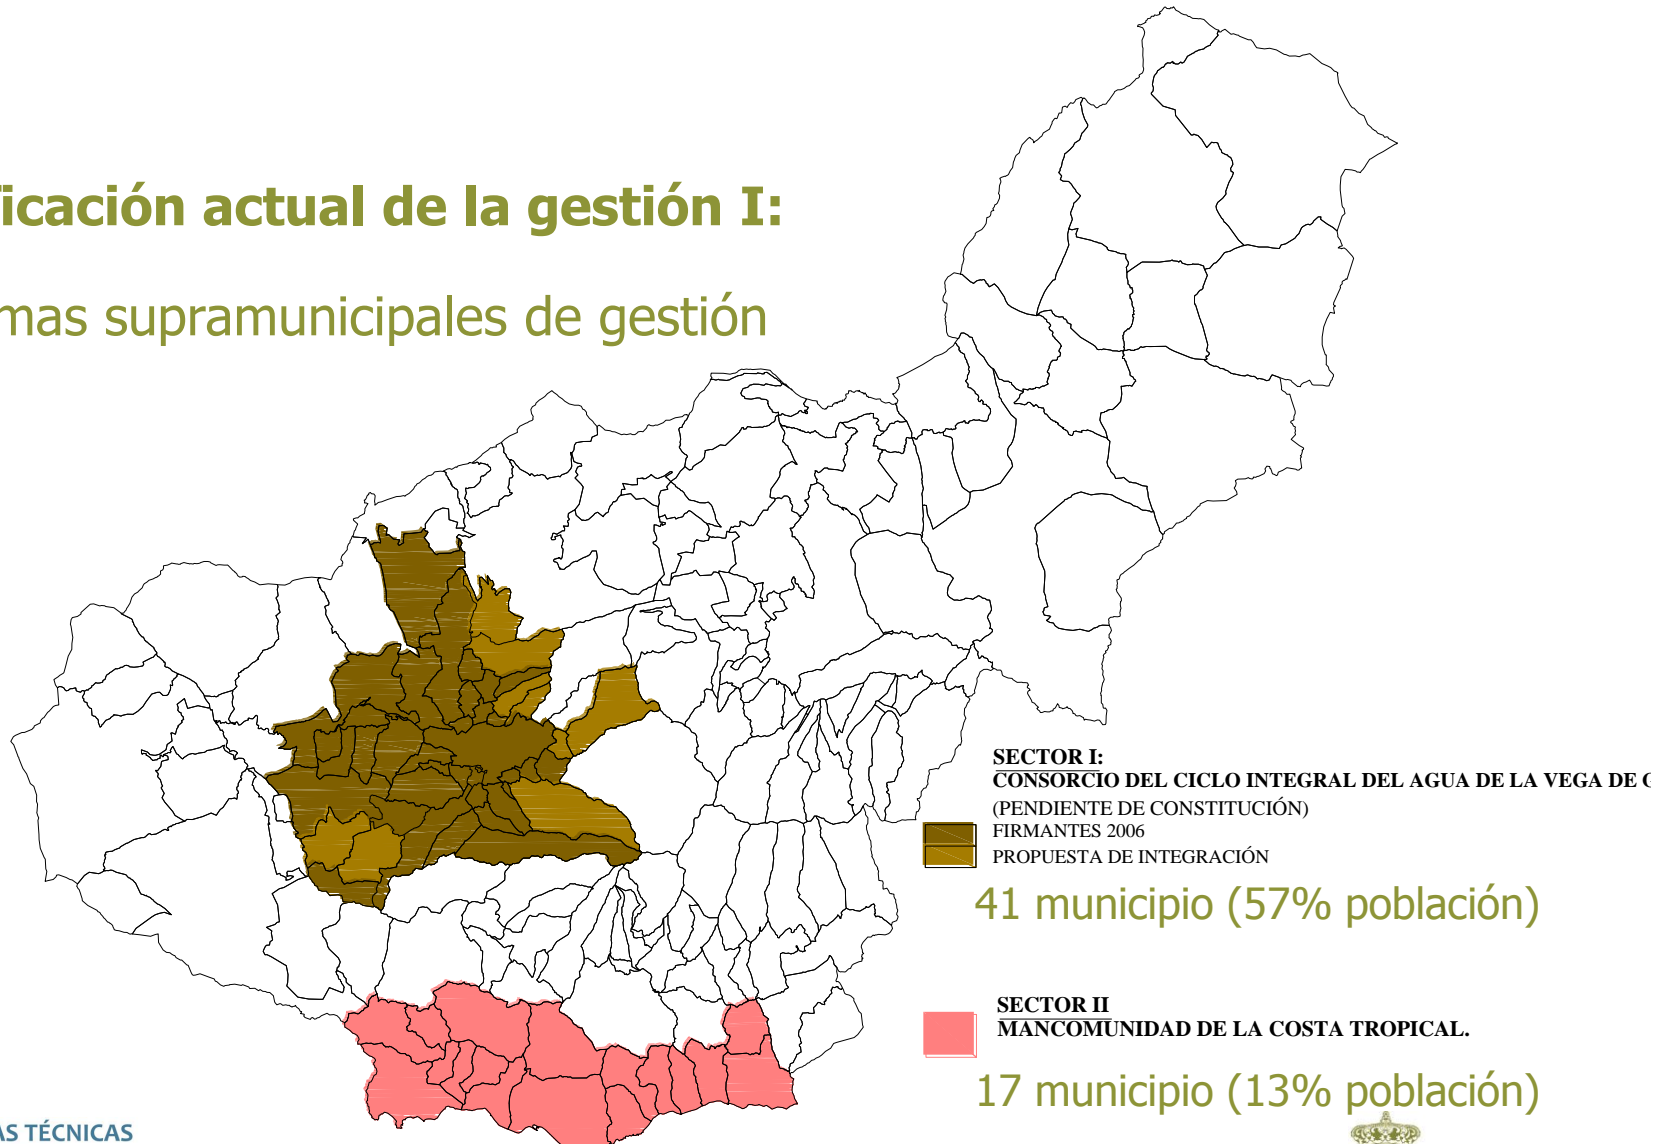 ficación actual de la gestión I:
mas supramunicipales de gestión
SECTOR I:
CONSORCIO DEL CICLO INTEGRAL DEL AGUA DE LA VEGA DE G
(PENDIENTE DE CONSTITUCIÓN)
FIRMANTES 2006
PROPUESTA DE INTEGRACIÓN
41 municipio (57% población)
SECTOR II
MANCOMUNIDAD DE LA COSTA TROPICAL.
17 municipio (13% población)
AS TÉCNICAS